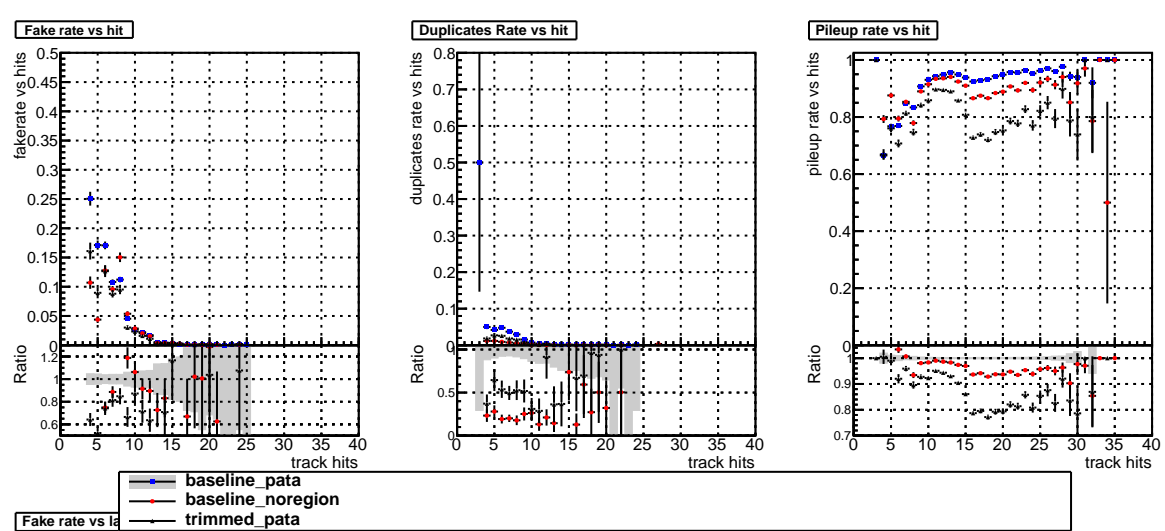 Fake rate vs hit
Duplicates Rate vs hit
Pileup rate vs hit
fakerate vs hits
0.5
0.45
0.4
0.35
0.3
0.25
0.2
0.15
0.1
0.05
0
Ratio
1.2
1
0.8
0.6
0 5 10 15 20 25 30 35 40
track hits
duplicates rate vs hits
0.8
0.7
0.6
0.5
0.4
0.3
0.2
0.1
0
Ratio
1
0.5
0
0 5 10 15 20 25 30 35 40
track hits
pileup rate vs hits
1
0.8
0.6
0.4
0.2
0
Ratio
1
0.9
0.8
0.7
0 5 10 15 20 25 30 35 40
track hits
baseline_pata
baseline_noregion
trimmed_pata
Fake rate vs la